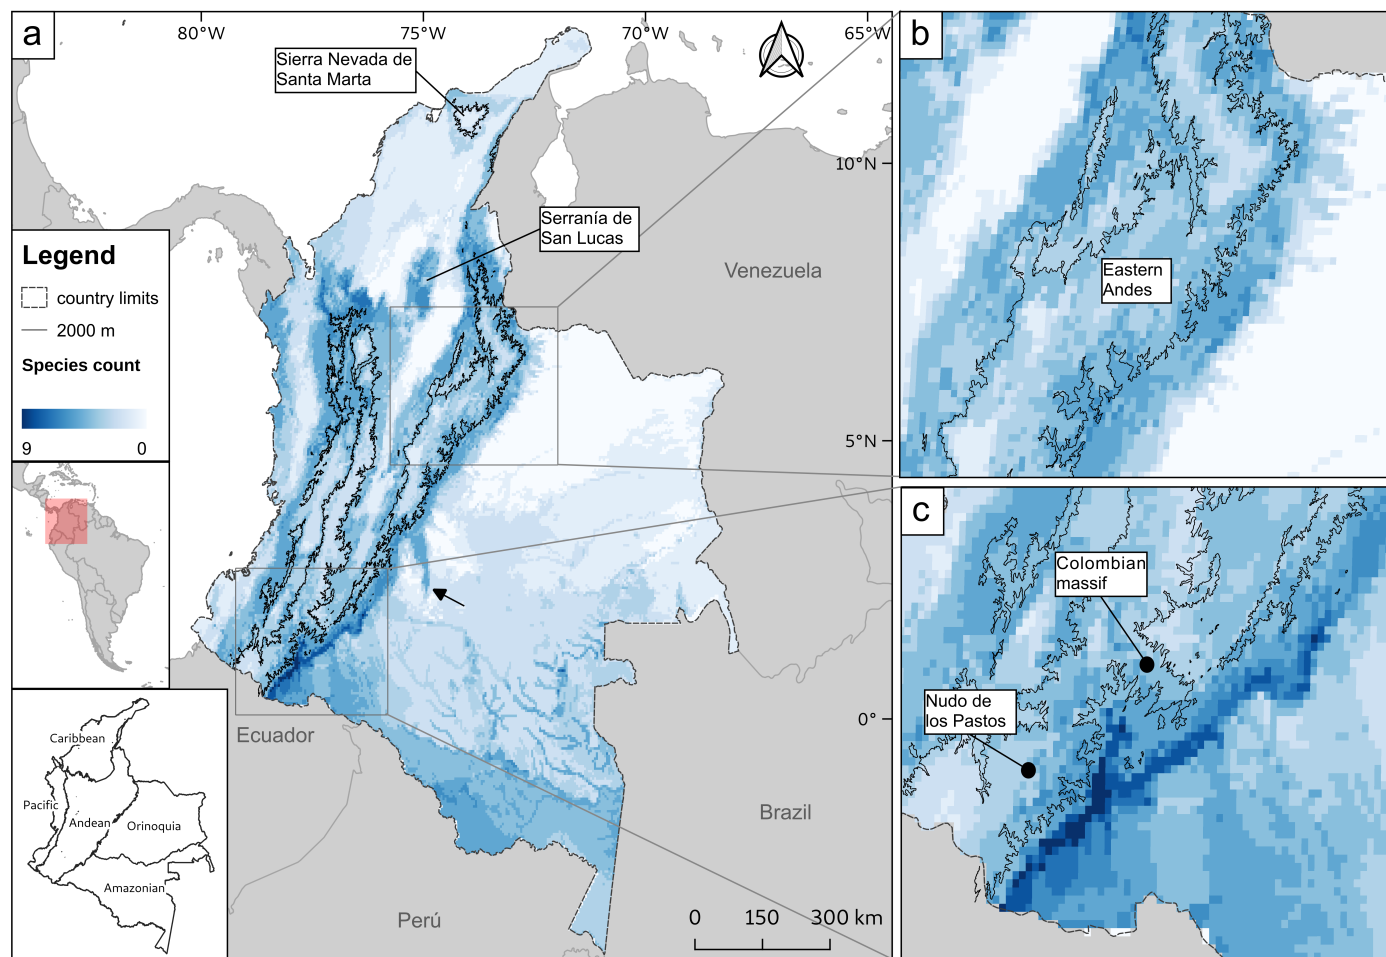 a
80°W
75°W
70°W
65°W
Sierra Nevada de
Santa Marta
10°N
Serranía de
San Lucas
Venezuela
Legend
country limits
2000 m
Species count
9
0
5°N
0°
Ecuador
Brazil
Perú
0
150
300 km
Caribbean
Pacific
Andean
Orinoquia
Amazonian
b
Eastern
Andes
c
Colombian
massif
Nudo de
los Pastos